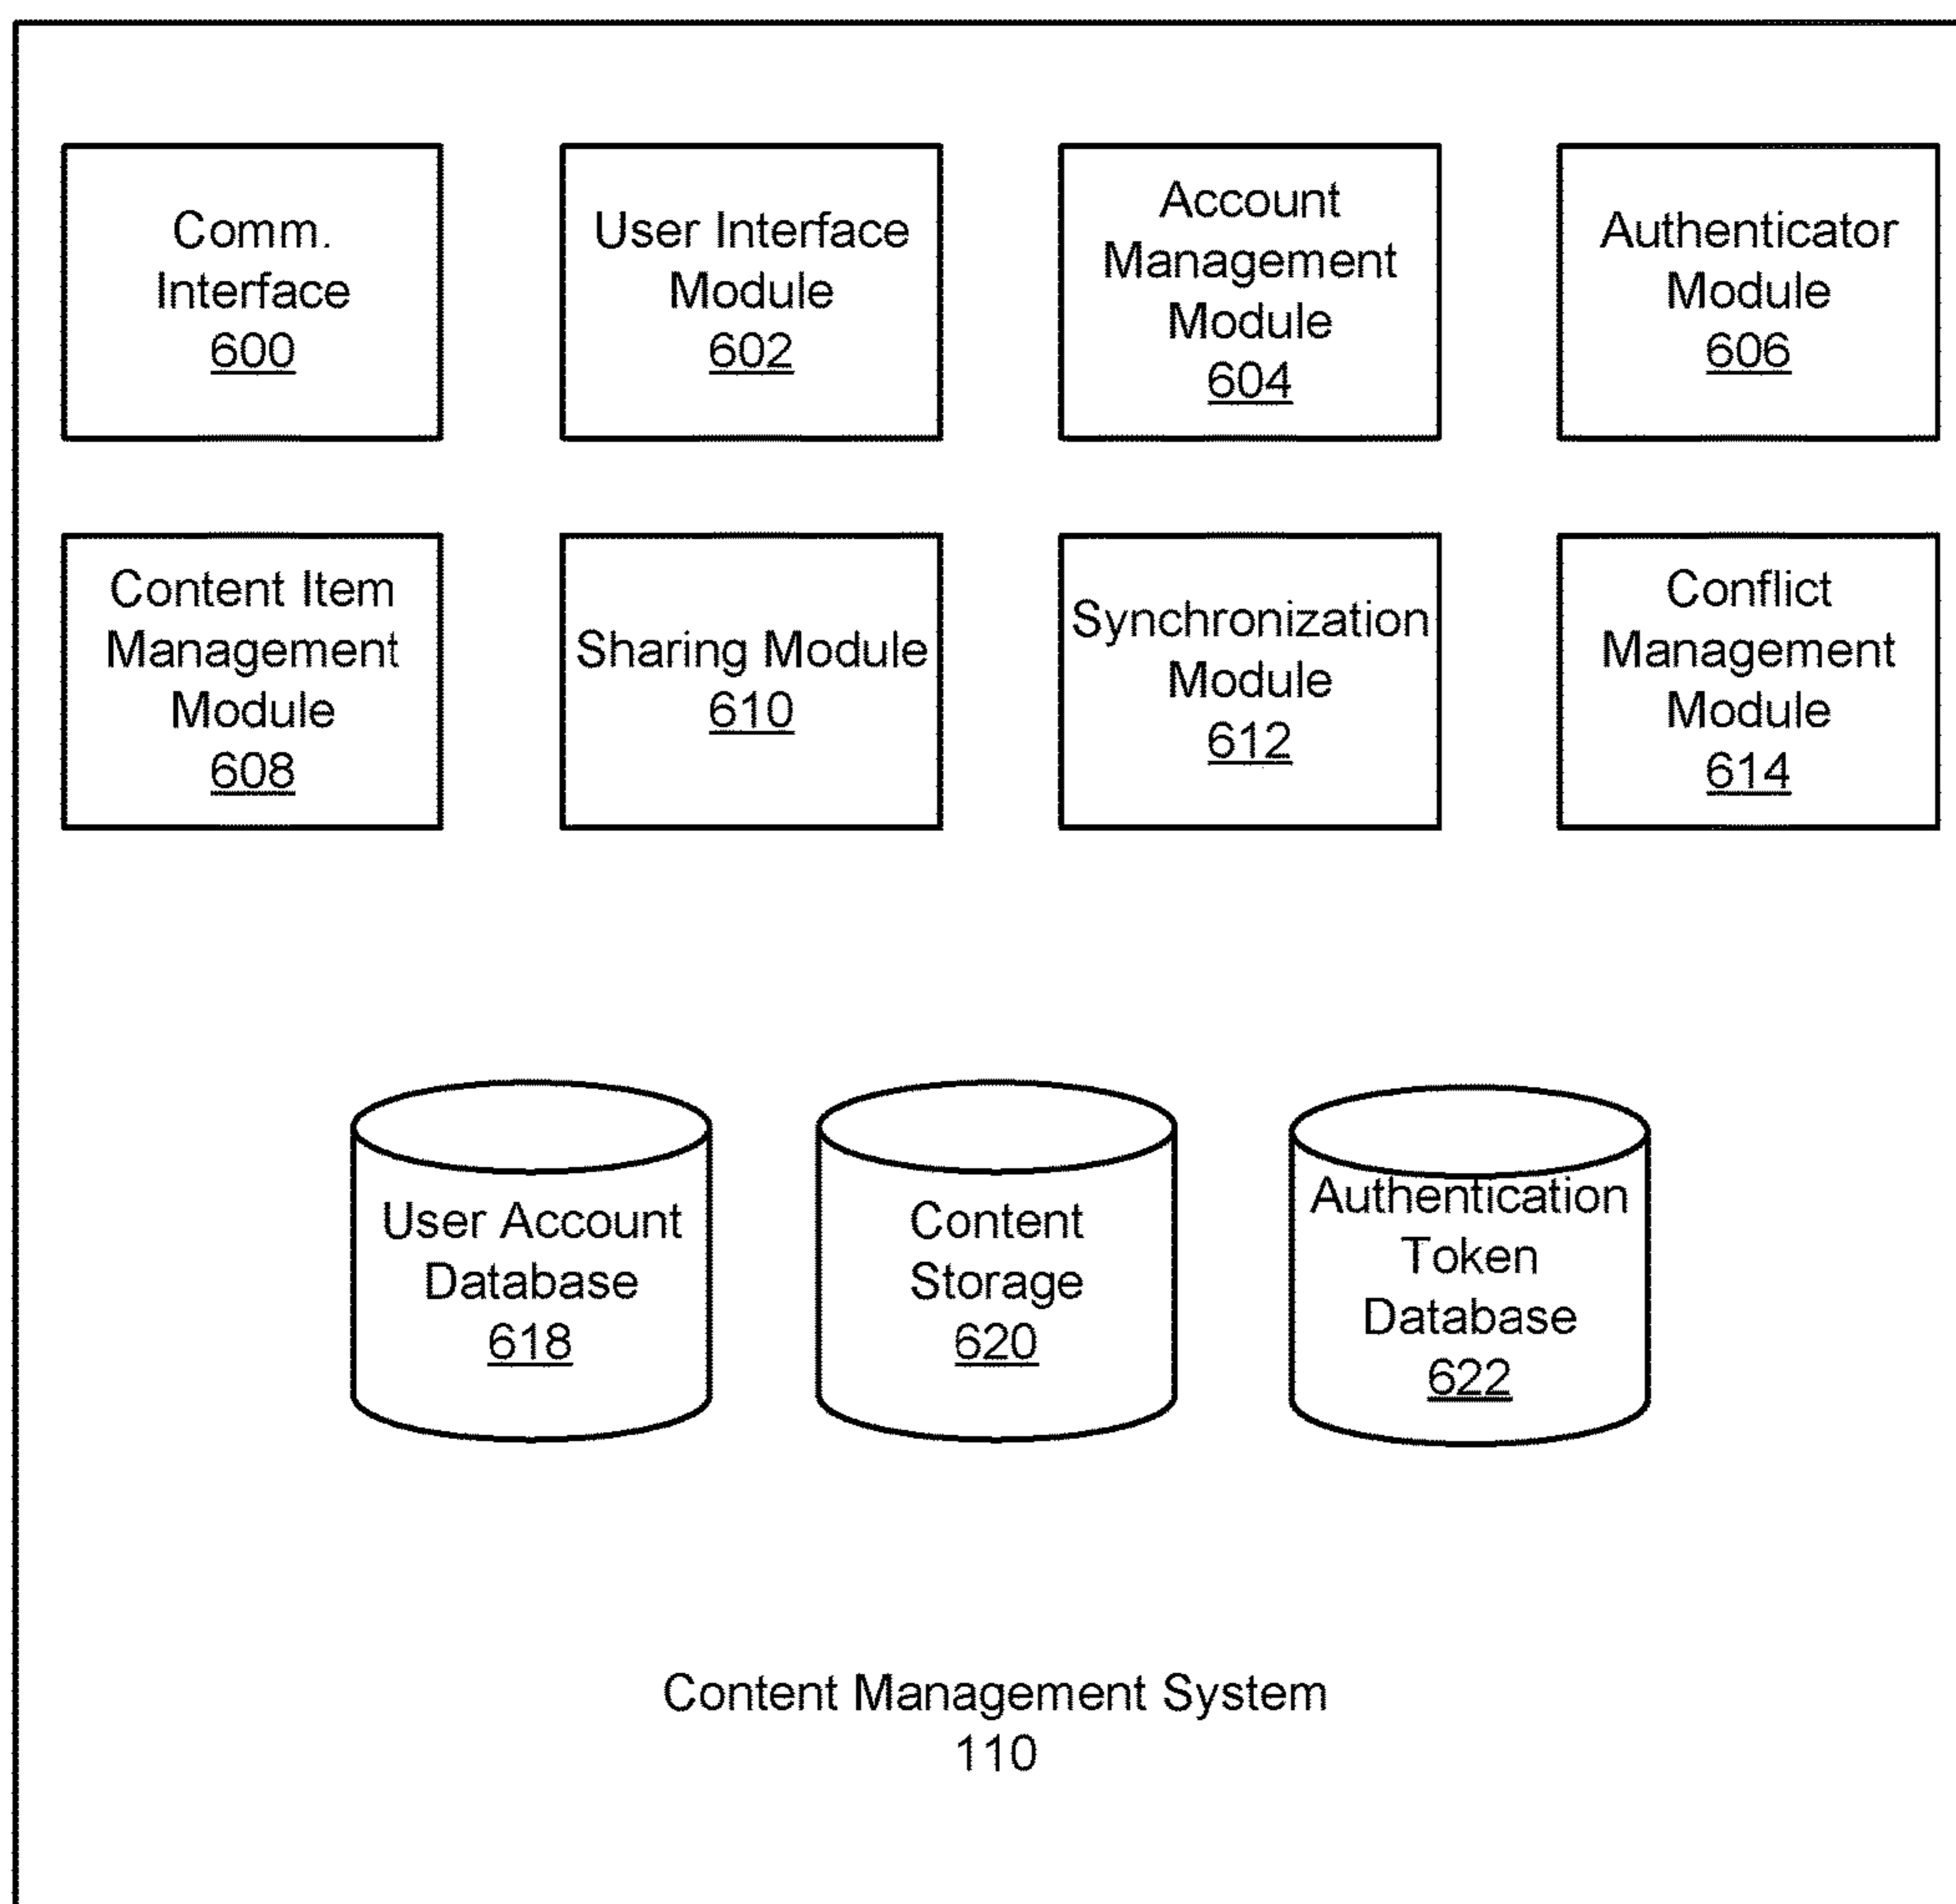 Comm.
Interface
600
User Interface
Module
602
Account
Management
Module
604
Authenticator
Module
606
Content Item
Management
Module
608
Sharing Module
610
Synchronization
Module
612
Conflict
Management
Module
614
User Account
Database
618
Content
Storage
620
Authentication
Token
Database
622
Content Management System
110